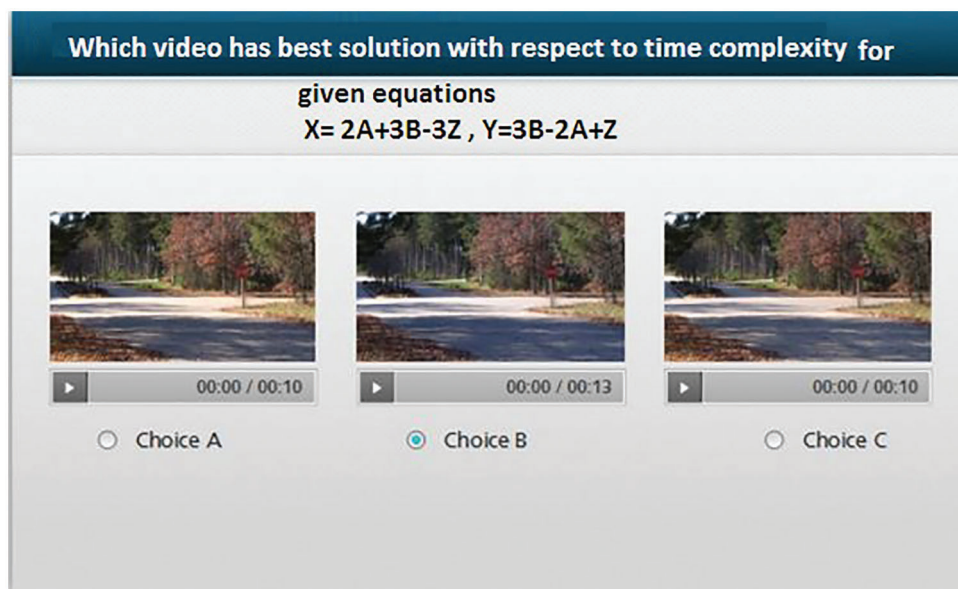 Which video has best solution with respect to time complexity for
given equations
X= 2A+3B-3Z , Y=3B-2A+Z
00:00 / 00:10
00:00 / 00:13
00:00 / 00:10
Choice A
Choice B
Choice C